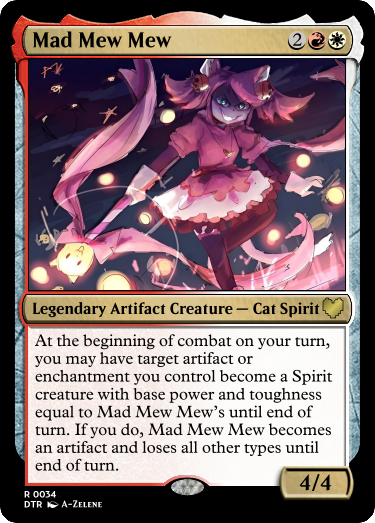 Mad Mew Mew 2
Legendary Artifact Creature — Cat Spirit
At the beginning of combat on your turn,
you may have target artifact or
enchantment you control become a Spirit
creature with base power and toughness
equal to Mad Mew Mew's until end of
turn. If you do, Mad Mew Mew becomes
an artifact and loses all other types until
end of turn.
4/4
R 0034
DTR A-Zelene